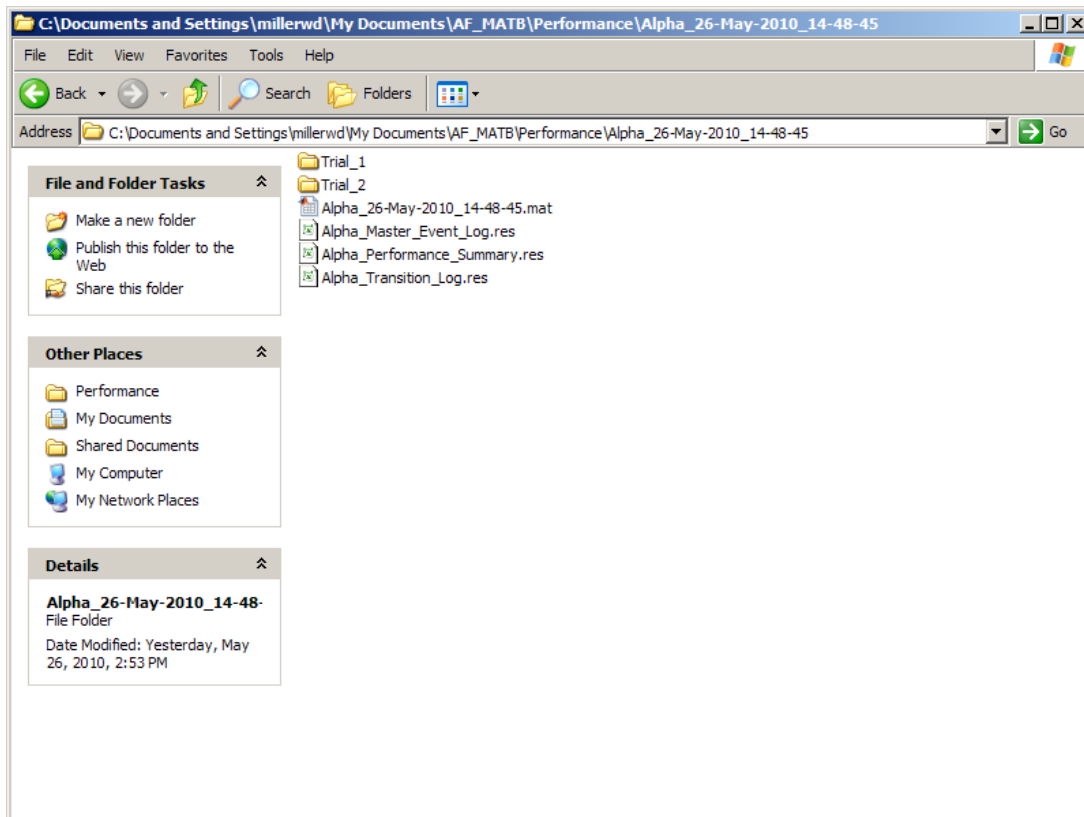 C:\Documents and Settings\millerwd\My Documents\AF_MATB\Performance\Alpha_26-May-2010_14-48-45
File Edit View Favorites Tools Help
Back Search Folders
Address C:\Documents and Settings\millerwd\My Documents\AF_MATB\Performance\Alpha_26-May-2010_14-48-45 Go
File and Folder Tasks
Make a new folder
Publish this folder to the
Web
Share this folder
Other Places
Performance
My Documents
Shared Documents
My Computer
My Network Places
Details
Alpha_26-May-2010_14-48-
File Folder
Date Modified: Yesterday, May
26, 2010, 2:53 PM
Trial_1
Trial_2
Alpha_26-May-2010_14-48-45.mat
Alpha_Master_Event_Log.res
Alpha_Performance_Summary.res
Alpha_Transition_Log.res